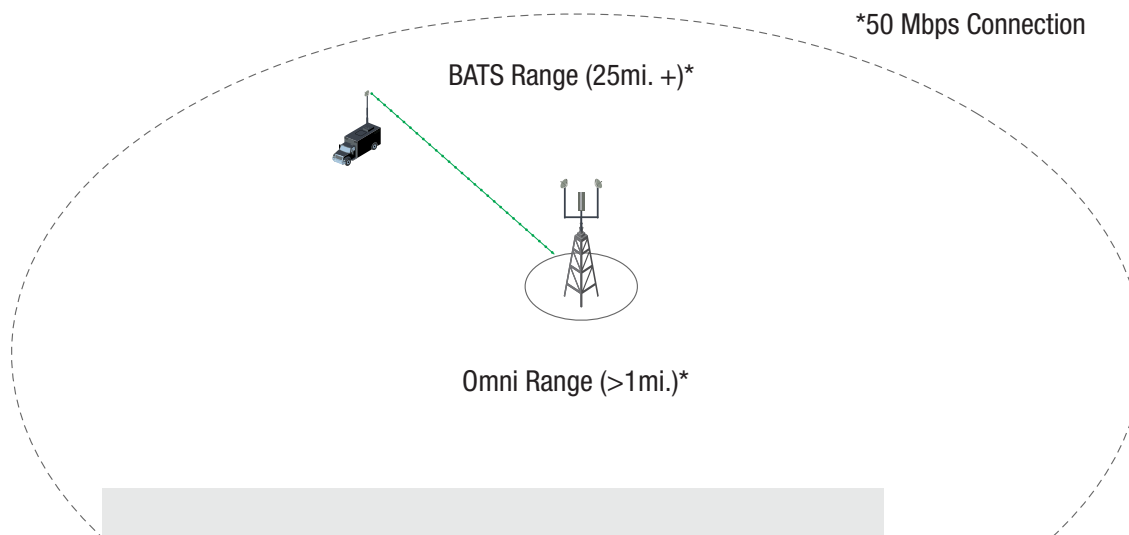 *50 Mbps Connection
BATS Range (25mi. +)*
Omni Range (>1mi.)*